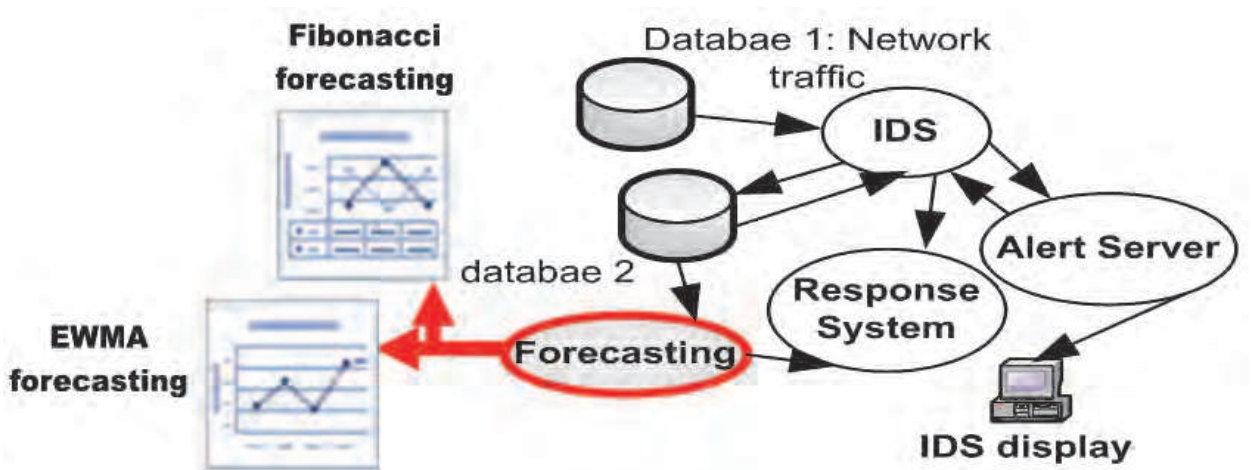 Fibonacci
forecasting
Databae 1: Network
traffic
IDS
Alert Server
databae 2
Response
System
EWMA
forecasting
Forecasting
IDS display